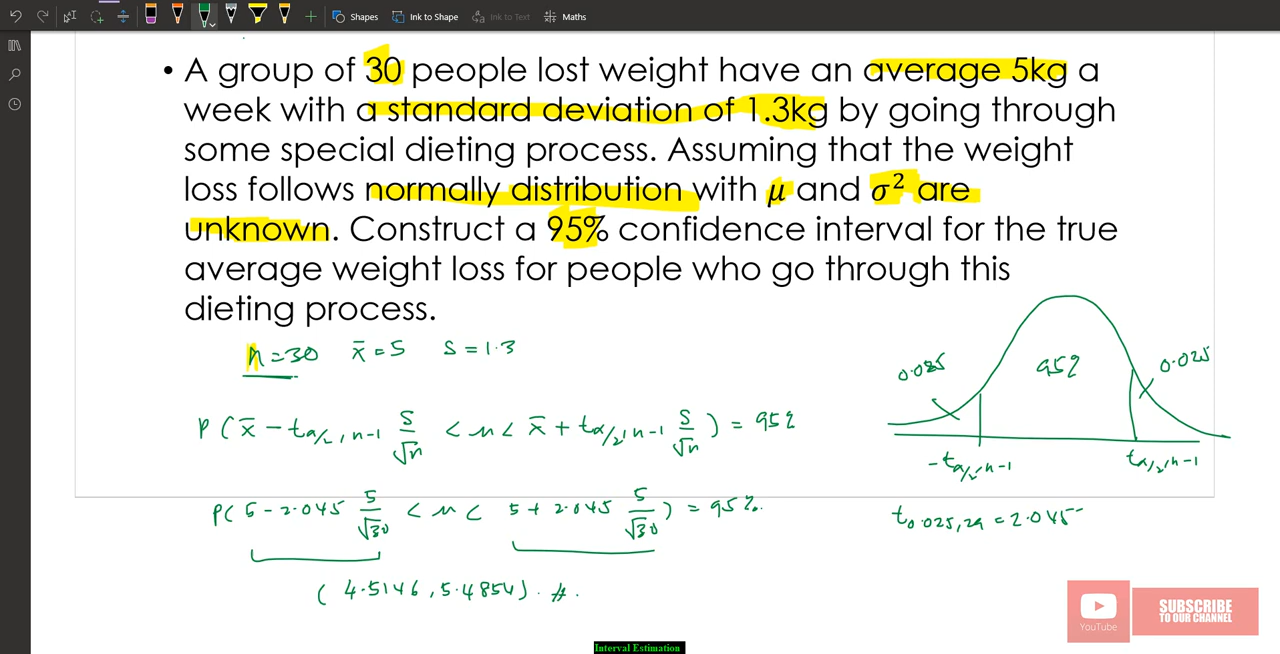 Shapes Ink to Shape Ink to Text Maths
• A group of 30 people lost weight have an average 5kg a
week with a standard deviation of 1.3kg by going through
some special dieting process. Assuming that the weight
loss follows normally distribution with μ and σ² are
unknown. Construct a 95% confidence interval for the true
average weight loss for people who go through this
dieting process.
n = 30 x̄ = 5 S = 1.3
P( x̄ - tα/2, n-1 S/√n < μ < x̄ + tα/2, n-1 S/√n ) = 95%
P( 5 - 2.045 5/√30 < μ < 5 + 2.045 5/√30 ) = 95%.
( 4.5146, 5.4854) . #.
0.025 95% 0.025
-tα/2, n-1 tα/2, n-1
t0.025, 29 = 2.045
YouTube
SUBSCRIBE
TO OUR CHANNEL
Interval Estimation